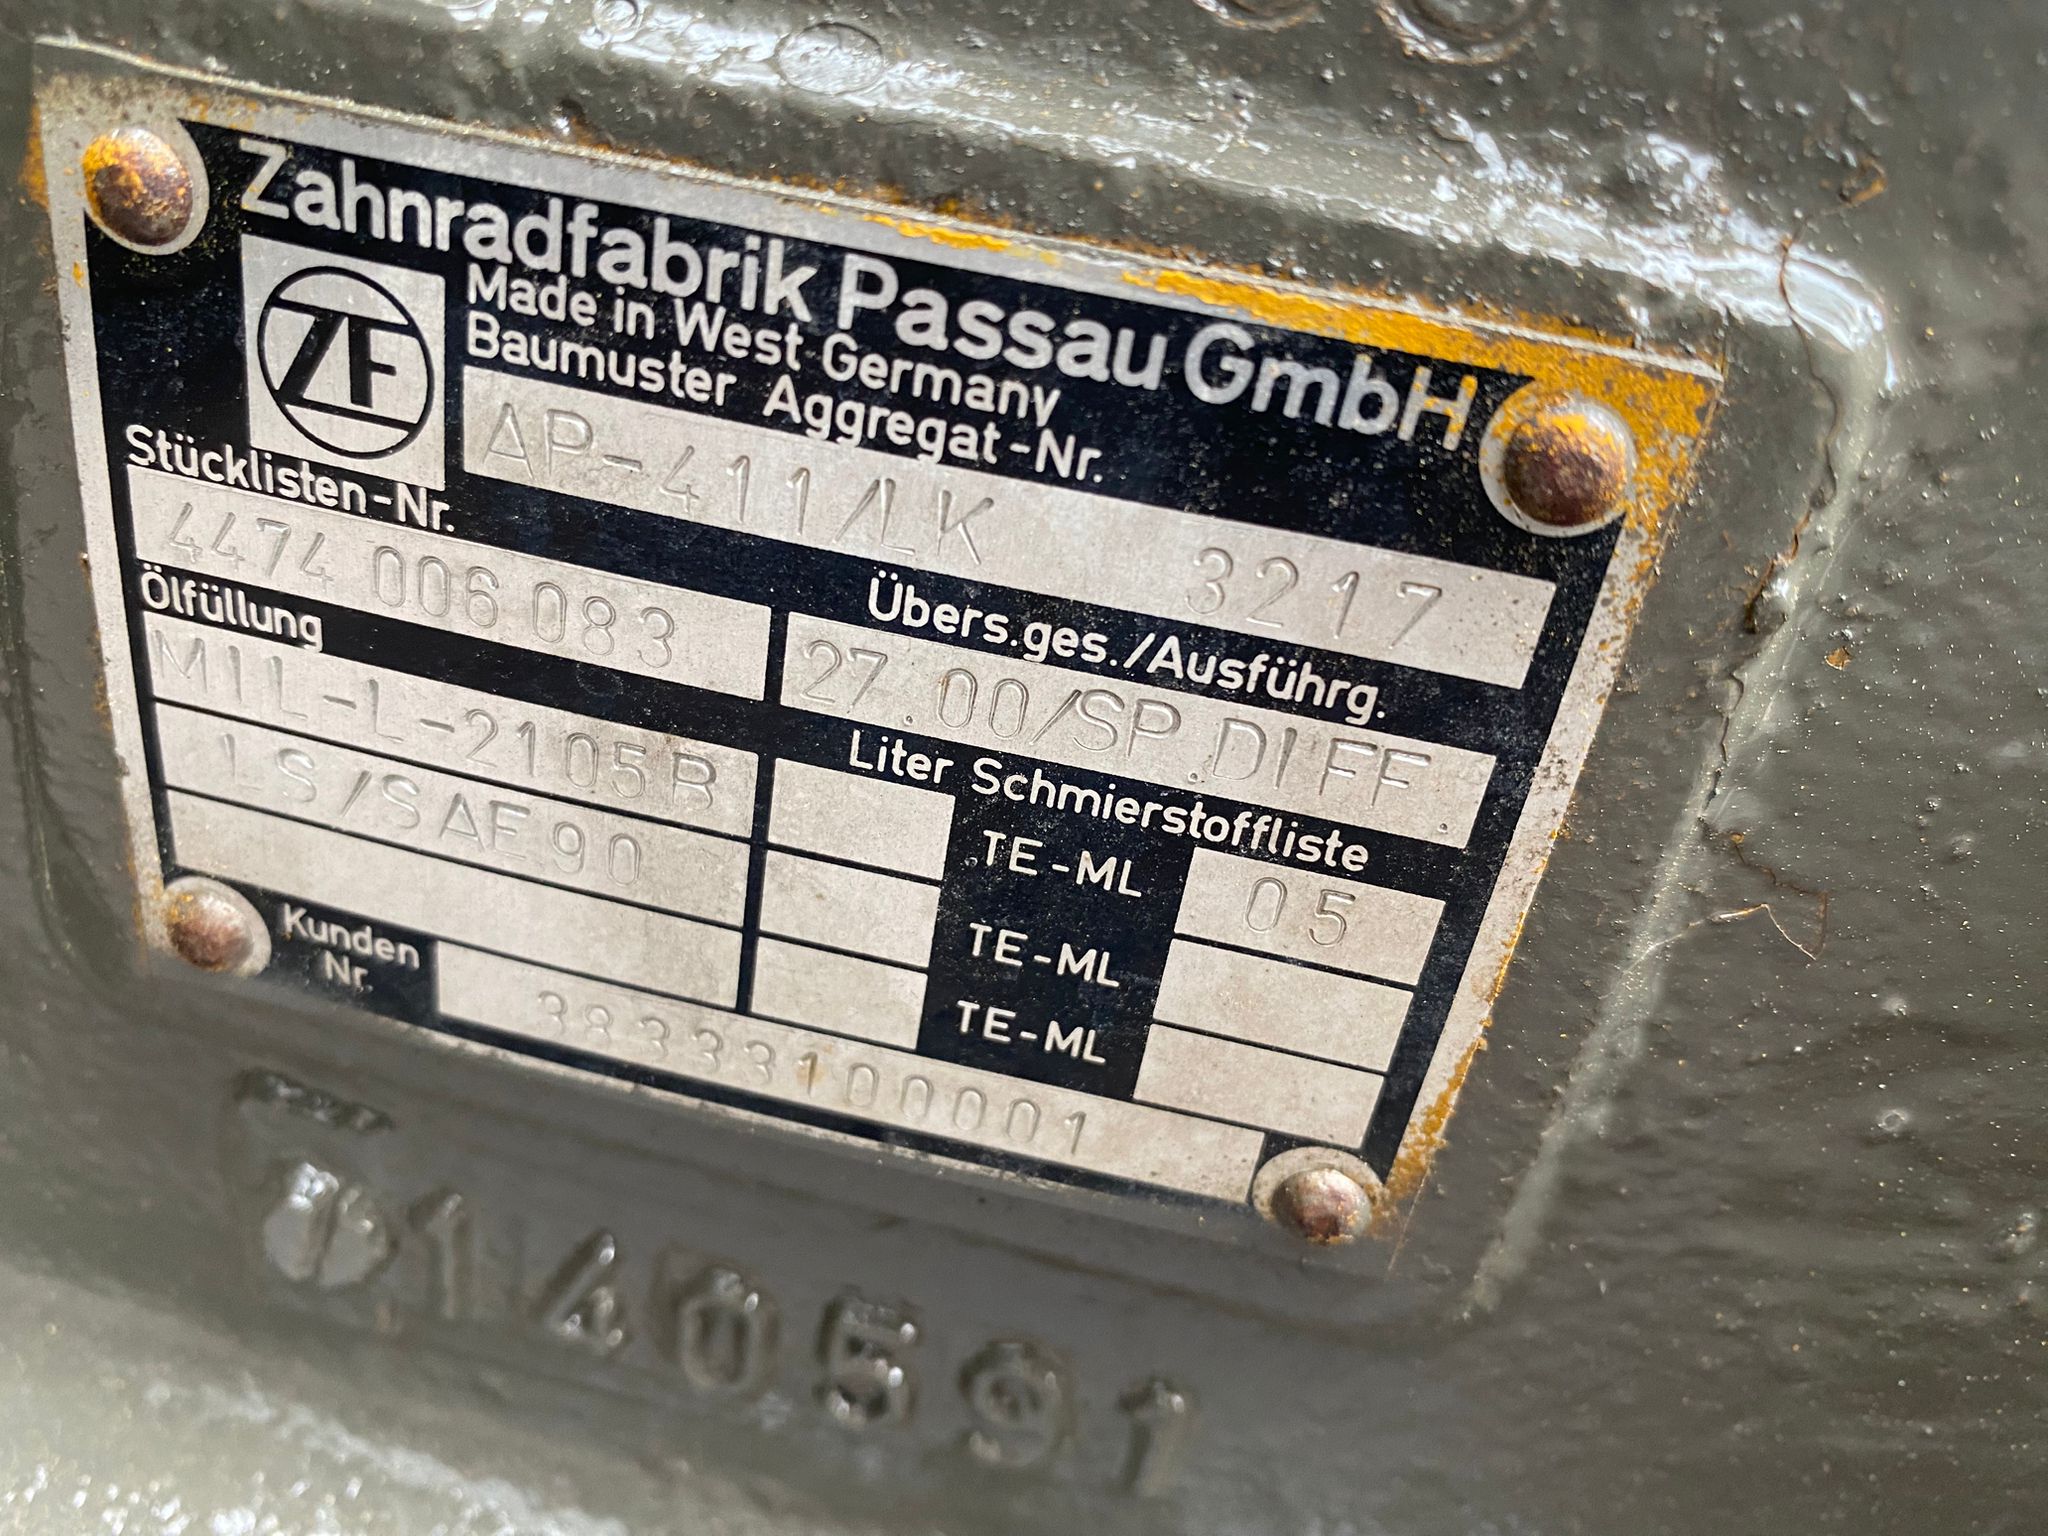 Zahnradfabrik Passau GmbH
ZF
Made in West Germany
Baumuster Aggregat-Nr.
AP-411/LK 3217
Stücklisten-Nr.
4474 006 083
Übers.ges./Ausführg.
27.00/SP.DIFF.
Ölfüllung
Liter Schmierstoffliste
MIL-L-2105B
TE-ML 05
LS/SAE90
TE-ML
TE-ML
Kunden
Nr.
38333100001
140591